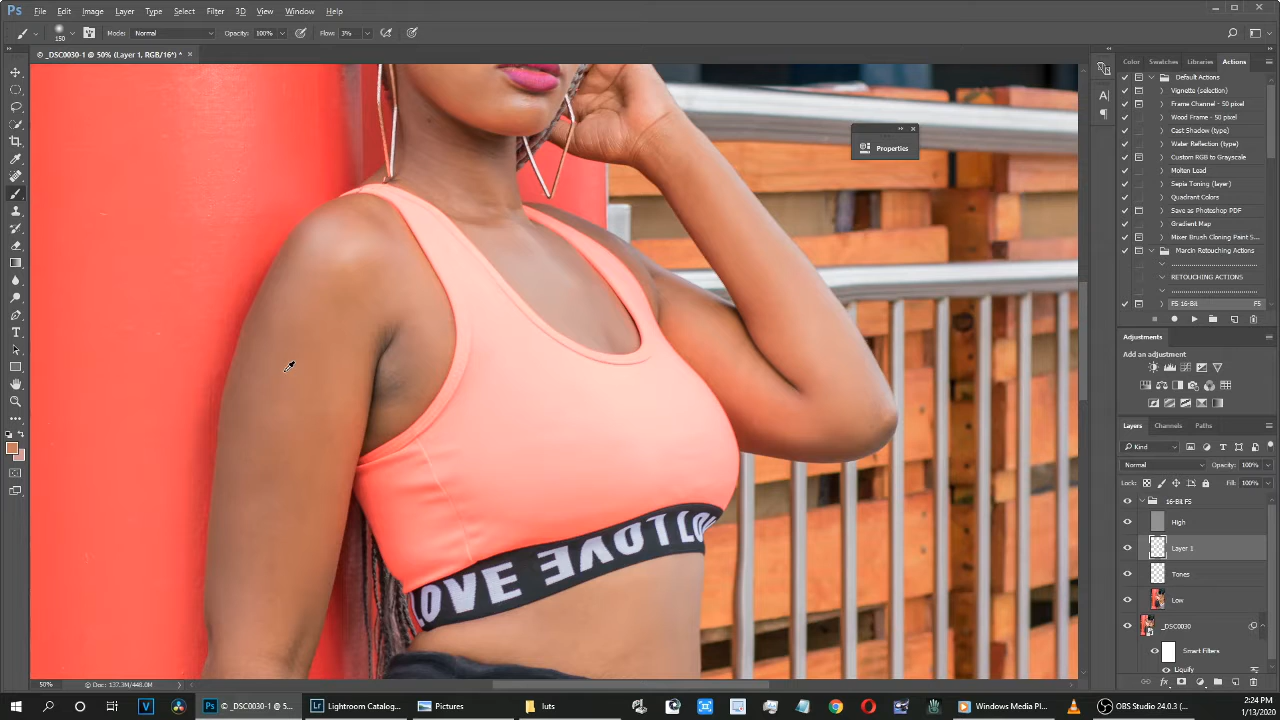 Ps File Edit Image Layer Type Select Filter 3D View Window Help
150 Mode: Normal Opacity: 100% Flow: 3%
© _DSC0030-1 @ 50% (Layer 1, RGB/16*) *
Color Swatches Libraries Actions
Default Actions
Vignette (selection)
Frame Channel - 50 pixel
Wood Frame - 50 pixel
Cast Shadow (type)
Water Reflection (type)
Custom RGB to Grayscale
Molten Lead
Sepia Toning (layer)
Quadrant Colors
Save as Photoshop PDF
Gradient Map
Mixer Brush Cloning Paint S...
Marcin Retouching Actions
..............................
RETOUCHING ACTIONS
..............................
FS 16-Bit F5
Properties
Adjustments
Add an adjustment
Layers Channels Paths
Kind
Normal Opacity: 100%
Lock: Fill: 100%
16-Bit FS
High
Layer 1
Tones
Low
_DSC0030
Smart Filters
Liquify
LOVE LOVE LO
50% Doc: 137.3M/448.0M
© _DSC0030-1 @ 5... Lightroom Catalog... Pictures luts Windows Media Pl... OBS Studio 24.0.3 (...
2:24 PM
1/13/2020